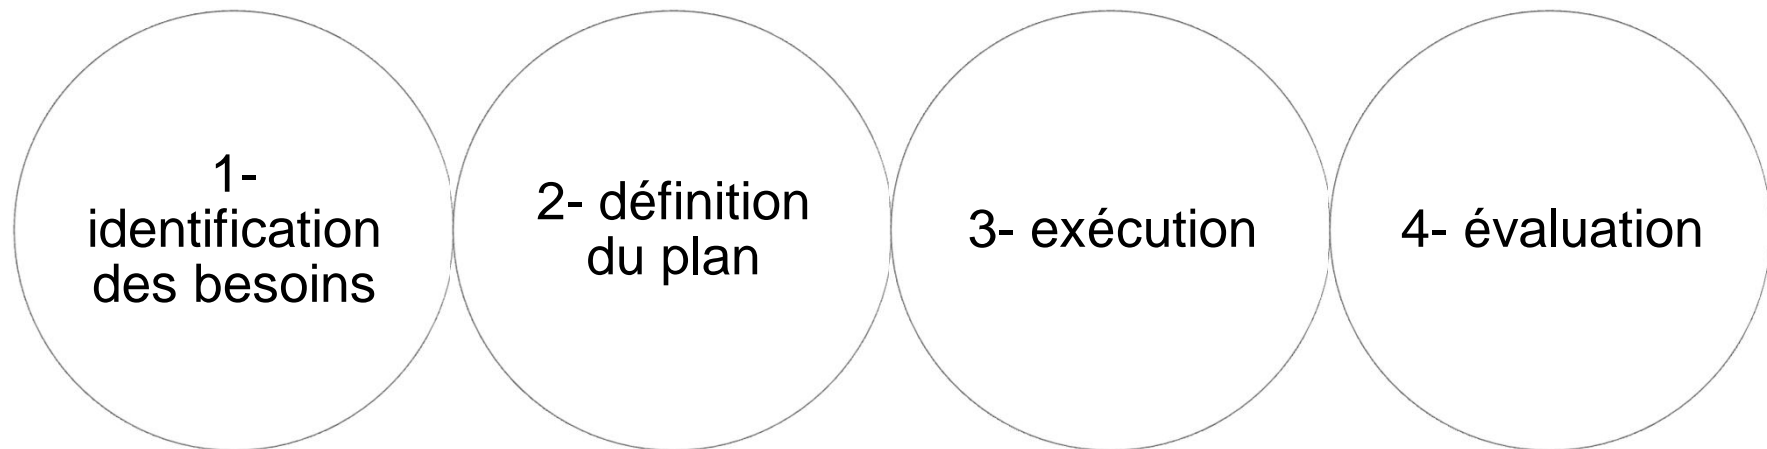 1-
identification
des besoins
2- définition
du plan
3- exécution
4- évaluation